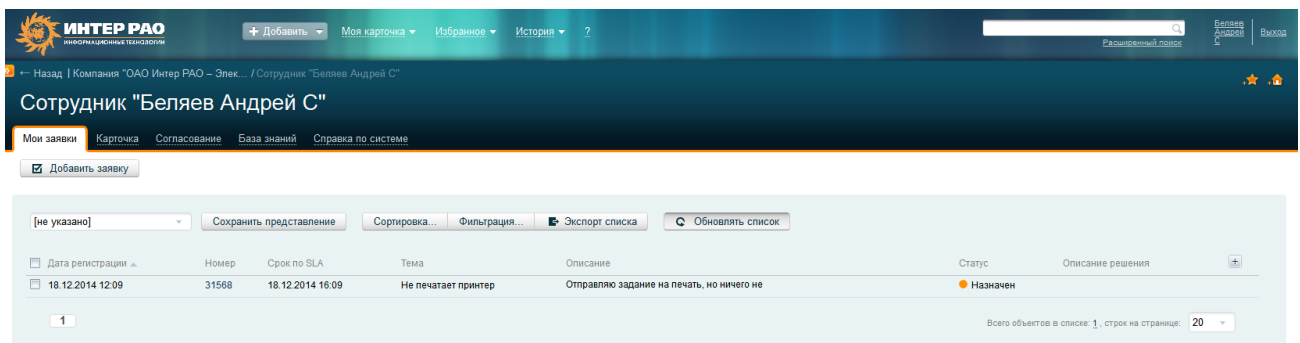 ИНТЕР РАО
ИНФОРМАЦИОННЫЕ ТЕХНОЛОГИИ
+ Добавить
Моя карточка
Избранное
История
?
Расширенный поиск
Беляев
Андрей
С
Выход
← Назад | Компания "ОАО Интер РАО – Элек... / Сотрудник "Беляев Андрей С"
Сотрудник "Беляев Андрей С"
Мои заявки Карточка Согласование База знаний Справка по системе
Добавить заявку
[не указано] Сохранить представление Сортировка... Фильтрация... Экспорт списка Обновлять список
Дата регистрации Номер Срок по SLA Тема Описание Статус Описание решения +
18.12.2014 12:09 31568 18.12.2014 16:09 Не печатает принтер Отправляю задание на печать, но ничего не Назначен
1 Всего объектов в списке: 1 , строк на странице: 20